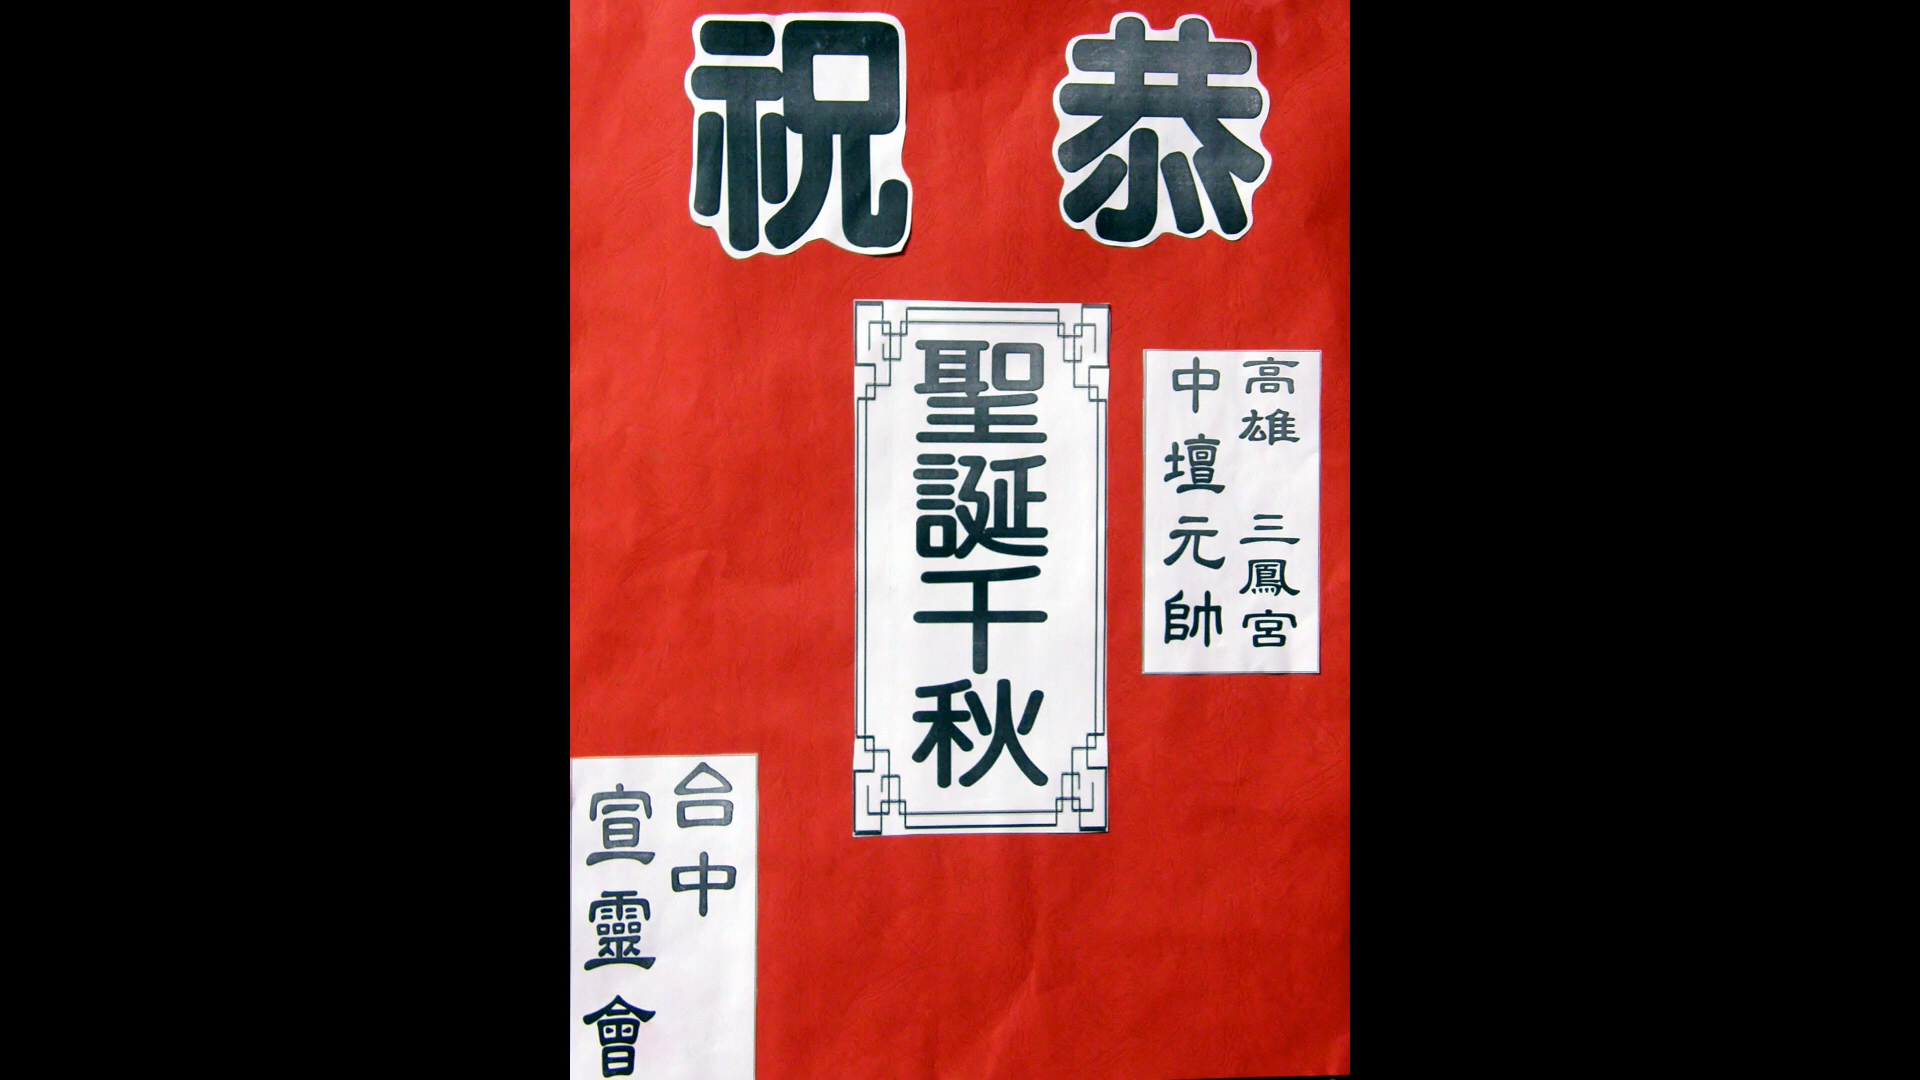 恭祝
高雄 三鳳宮
中壇元帥
聖誕千秋
台中
宣靈會